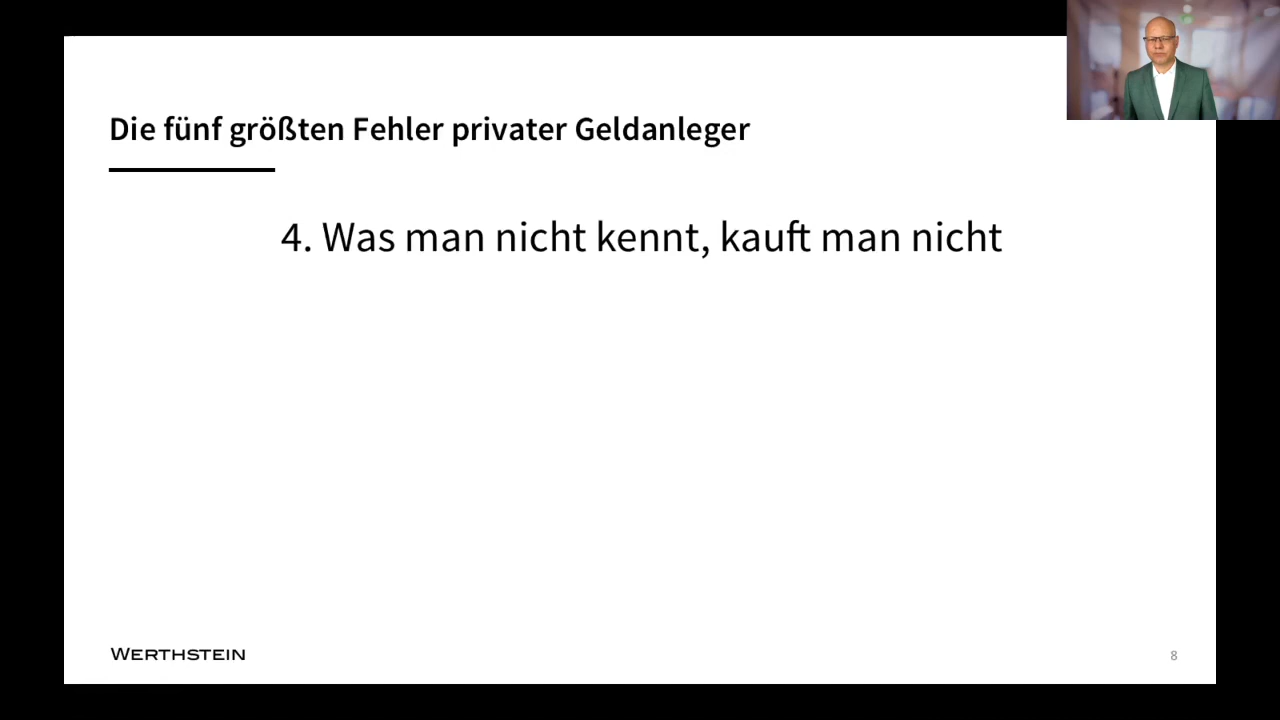 Die fünf größten Fehler privater Geldanleger
4. Was man nicht kennt, kauft man nicht
WERTHSTEIN
8